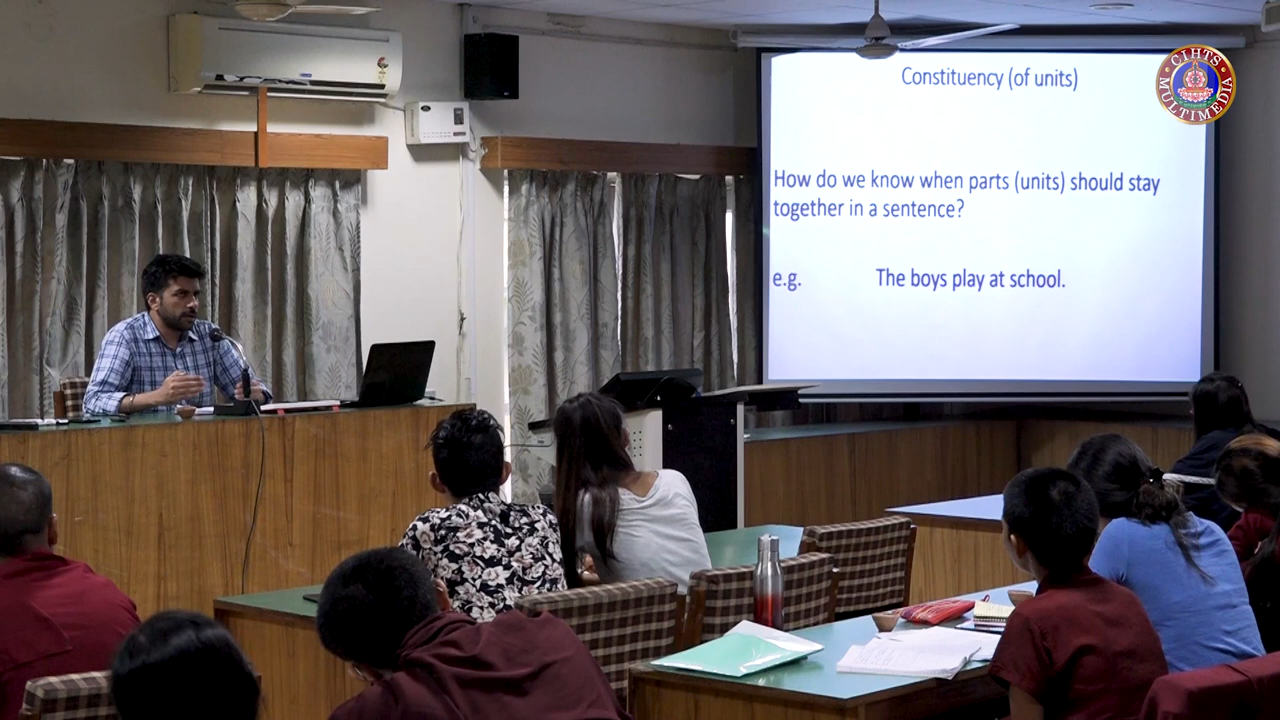 Constituency (of units)
CIHTS
MULTIMEDIA
How do we know when parts (units) should stay
together in a sentence?
e.g. The boys play at school.